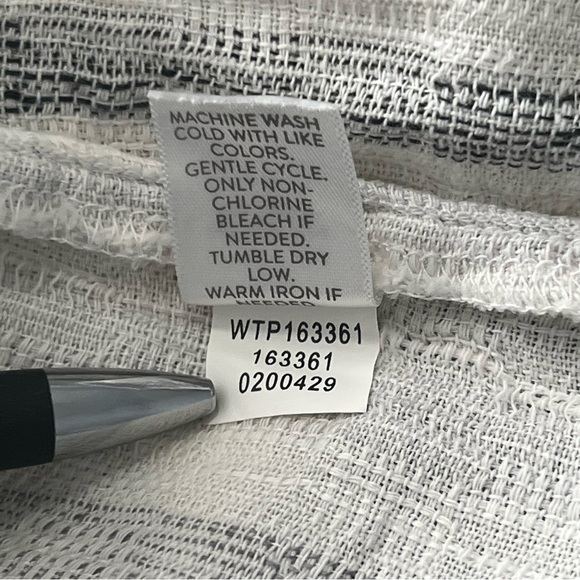 MACHINE WASH
COLD WITH LIKE
COLORS.
GENTLE CYCLE.
ONLY NON-
CHLORINE
BLEACH IF
NEEDED.
TUMBLE DRY
LOW.
WARM IRON IF
NEEDED
WTP163361
163361
0200429